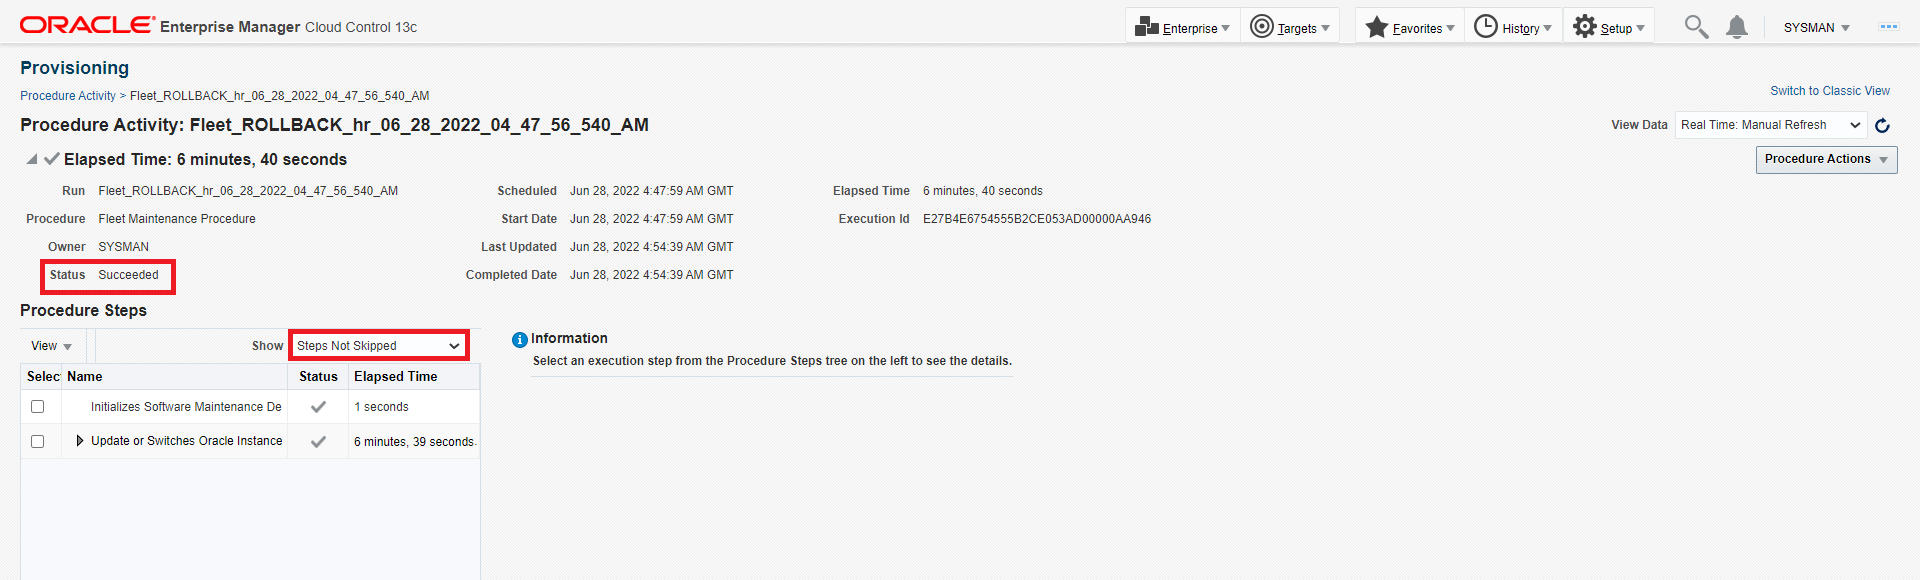 ORACLE® Enterprise Manager Cloud Control 13c
Enterprise
Targets
Favorites
History
Setup
SYSMAN
Provisioning
Procedure Activity > Fleet_ROLLBACK_hr_06_28_2022_04_47_56_540_AM
Switch to Classic View
Procedure Activity: Fleet_ROLLBACK_hr_06_28_2022_04_47_56_540_AM
View Data Real Time: Manual Refresh
Elapsed Time: 6 minutes, 40 seconds
Procedure Actions
Run Fleet_ROLLBACK_hr_06_28_2022_04_47_56_540_AM
Scheduled Jun 28, 2022 4:47:59 AM GMT
Elapsed Time 6 minutes, 40 seconds
Procedure Fleet Maintenance Procedure
Start Date Jun 28, 2022 4:47:59 AM GMT
Execution Id E27B4E6754555B2CE053AD00000AA946
Owner SYSMAN
Last Updated Jun 28, 2022 4:54:39 AM GMT
Status Succeeded
Completed Date Jun 28, 2022 4:54:39 AM GMT
Procedure Steps
View
Show Steps Not Skipped
Selec Name Status Elapsed Time
Initializes Software Maintenance De 1 seconds
Update or Switches Oracle Instance 6 minutes, 39 seconds.
Information
Select an execution step from the Procedure Steps tree on the left to see the details.